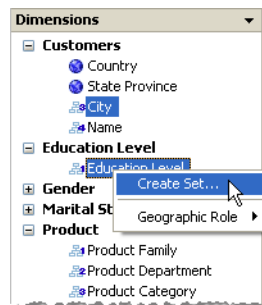 Dimensions
Customers
Country
State Province
City
Name
Education Level
Education Level
Create Set...
Gender
Marital St
Geographic Role
Product
Product Family
Product Department
Product Category